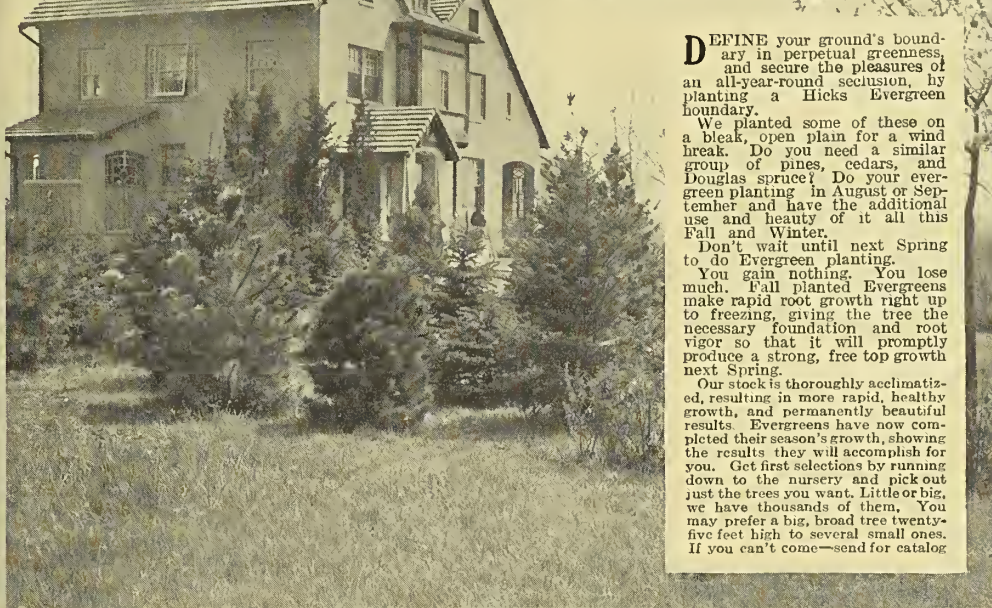 DEFINE your ground's bound-
ary in perpetual greenness,
and secure the pleasures of
an all-year-round seclusion, by
planting a Hicks Evergreen
boundary.
We planted some of these on
a bleak, open plain for a wind
break. Do you need a similar
group of pines, cedars, and
Douglas spruce? Do your ever-
green planting in August or Sep-
tember and have the additional
use and beauty of it all this
Fall and Winter.
Don't wait until next Spring
to do Evergreen planting.
You gain nothing. You lose
much. Fall planted Evergreens
make rapid root growth right up
to freezing, giving the tree the
necessary foundation and root
vigor so that it will promptly
produce a strong, free top growth
next Spring.
Our stock is thoroughly acclimatiz-
ed, resulting in more rapid, healthy
growth, and permanently beautiful
results. Evergreens have now com-
pleted their season's growth, showing
the results they will accomplish for
you. Get first selections by running
down to the nursery and pick out
just the trees you want. Little or big,
we have thousands of them. You
may prefer a big, broad tree twenty-
five feet high to several small ones.
If you can't come—send for catalog